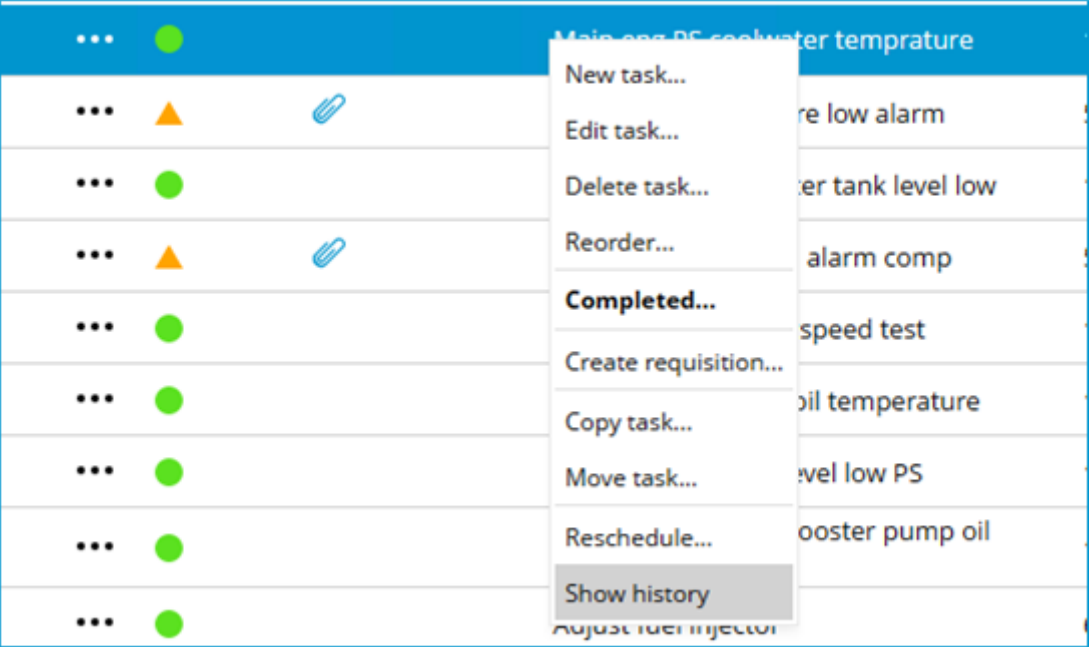 Main eng PS coolwater temprature
New task...
re low alarm
Edit task...
Delete task...
er tank level low
Reorder...
alarm comp
Completed...
speed test
Create requisition...
oil temperature
Copy task...
Move task...
evel low PS
Reschedule...
ooster pump oil
Show history
Adjust fuel injector